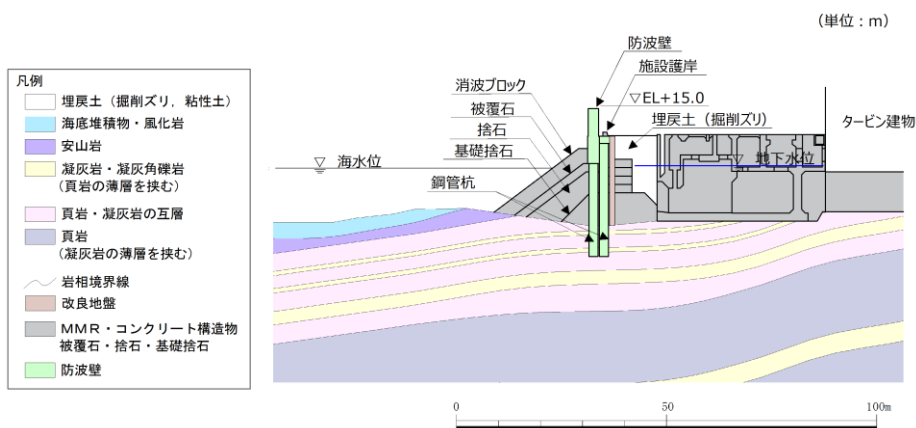 (単位:m)
防波壁
施設護岸
消波ブロック
▽EL+15.0
被覆石
埋戻土(掘削ズリ)
タービン建物
捨石
基礎捨石
▽ 海水位
▽ 地下水位
鋼管杭
凡例
埋戻土(掘削ズリ,粘性土)
海底堆積物・風化岩
安山岩
凝灰岩・凝灰角礫岩
(頁岩の薄層を挟む)
頁岩・凝灰岩の互層
頁岩
(凝灰岩の薄層を挟む)
岩相境界線
改良地盤
MMR・コンクリート構造物
被覆石・捨石・基礎捨石
防波壁
0 50 100m